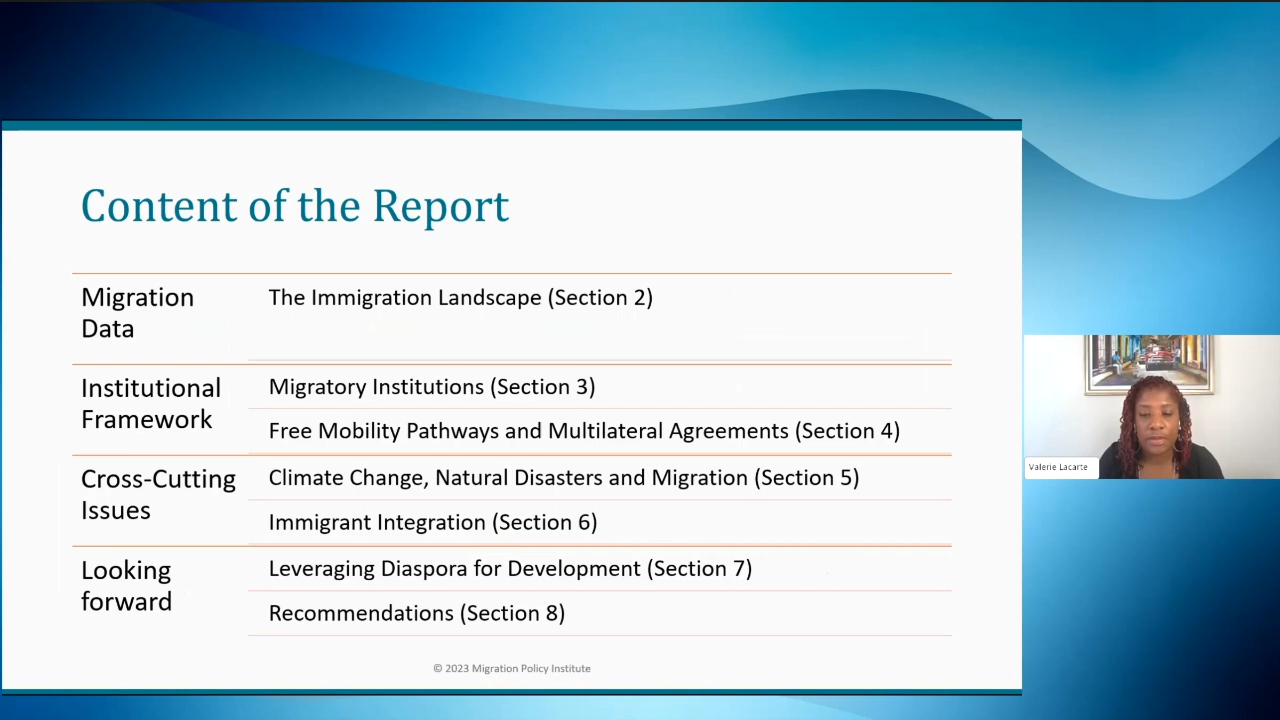 Content of the Report
Migration
Data
The Immigration Landscape (Section 2)
Institutional
Framework
Migratory Institutions (Section 3)
Free Mobility Pathways and Multilateral Agreements (Section 4)
Cross-Cutting
Issues
Climate Change, Natural Disasters and Migration (Section 5)
Immigrant Integration (Section 6)
Looking
forward
Leveraging Diaspora for Development (Section 7)
Recommendations (Section 8)
© 2023 Migration Policy Institute
Valerie Lacarte